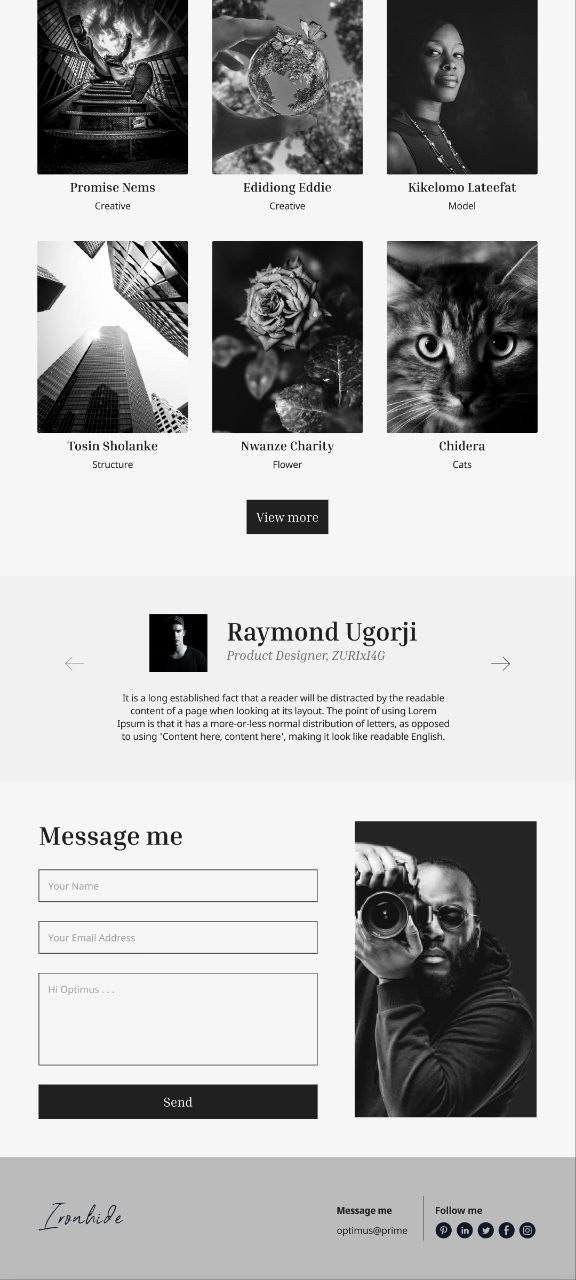 Promise Nems
Creative
Edidiong Eddie
Creative
Kikelomo Lateefat
Model
Tosin Sholanke
Structure
Nwanze Charity
Flower
Chidera
Cats
View more
Raymond Ugorji
Product Designer, ZURIxI4G
It is a long established fact that a reader will be distracted by the readable
content of a page when looking at its layout. The point of using Lorem
Ipsum is that it has a more-or-less normal distribution of letters, as opposed
to using 'Content here, content here', making it look like readable English.
Message me
Your Name
Your Email Address
Hi Optimus . . .
Send
Ironhide
Message me
optimus@prime
Follow me